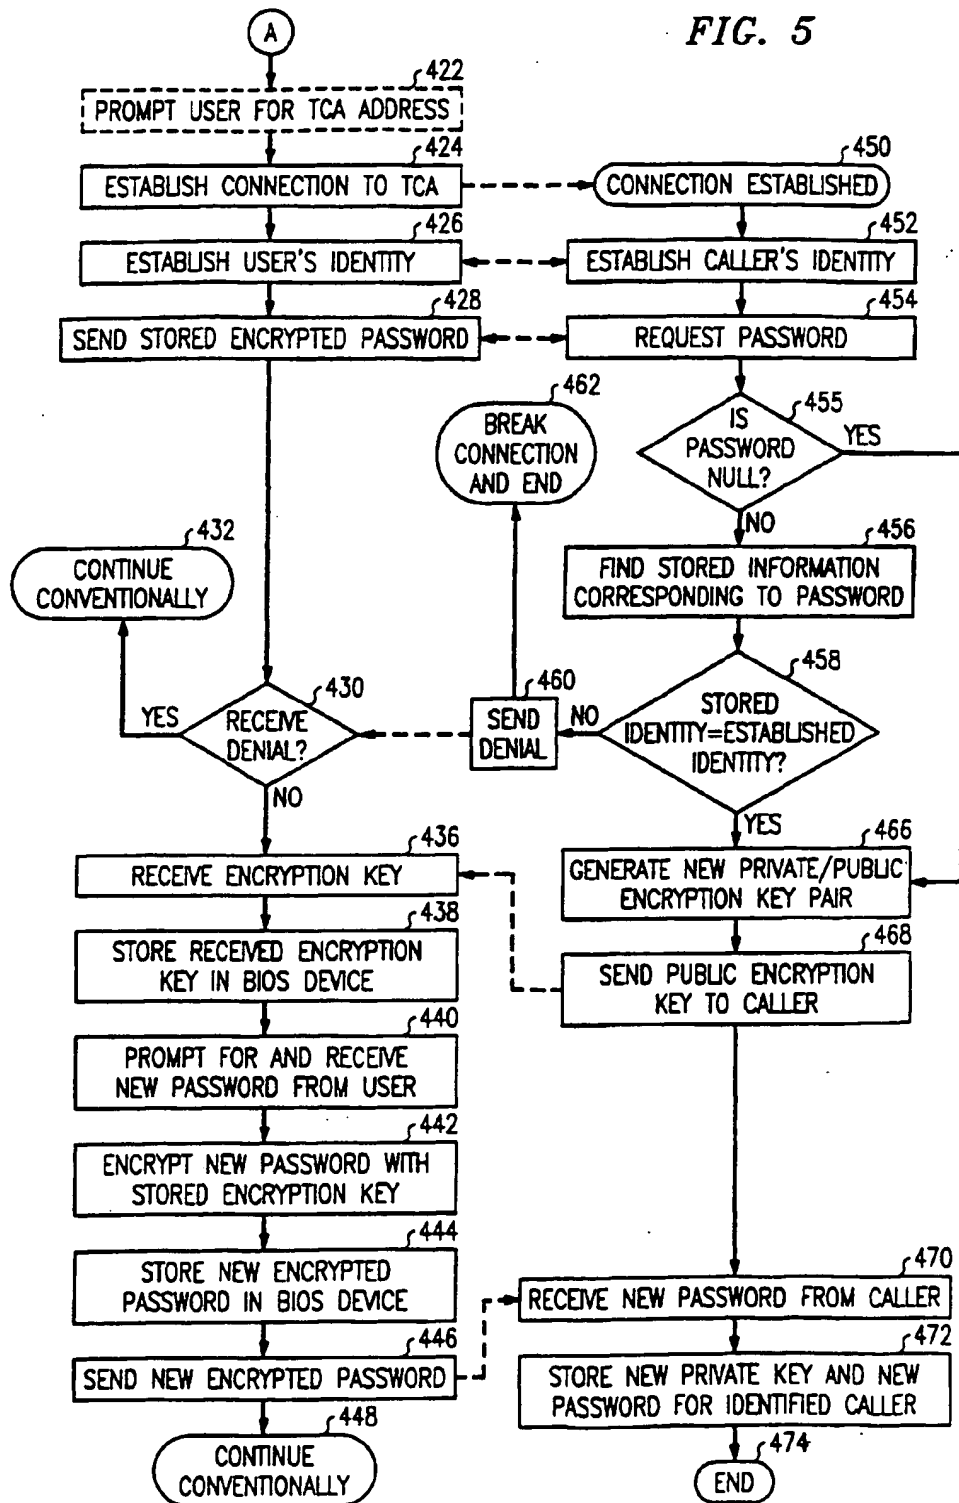 FIG. 5
A
422
PROMPT USER FOR TCA ADDRESS
424
ESTABLISH CONNECTION TO TCA
426
ESTABLISH USER'S IDENTITY
428
SEND STORED ENCRYPTED PASSWORD
432
CONTINUE
CONVENTIONALLY
430
RECEIVE
DENIAL?
YES
NO
436
RECEIVE ENCRYPTION KEY
438
STORE RECEIVED ENCRYPTION
KEY IN BIOS DEVICE
440
PROMPT FOR AND RECEIVE
NEW PASSWORD FROM USER
442
ENCRYPT NEW PASSWORD WITH
STORED ENCRYPTION KEY
444
STORE NEW ENCRYPTED
PASSWORD IN BIOS DEVICE
446
SEND NEW ENCRYPTED PASSWORD
448
CONTINUE
CONVENTIONALLY
450
CONNECTION ESTABLISHED
452
ESTABLISH CALLER'S IDENTITY
454
REQUEST PASSWORD
455
IS
PASSWORD
NULL?
YES
NO
462
BREAK
CONNECTION
AND END
456
FIND STORED INFORMATION
CORRESPONDING TO PASSWORD
458
STORED
IDENTITY=ESTABLISHED
IDENTITY?
NO
460
SEND
DENIAL
YES
466
GENERATE NEW PRIVATE/PUBLIC
ENCRYPTION KEY PAIR
468
SEND PUBLIC ENCRYPTION
KEY TO CALLER
470
RECEIVE NEW PASSWORD FROM CALLER
472
STORE NEW PRIVATE KEY AND NEW
PASSWORD FOR IDENTIFIED CALLER
474
END